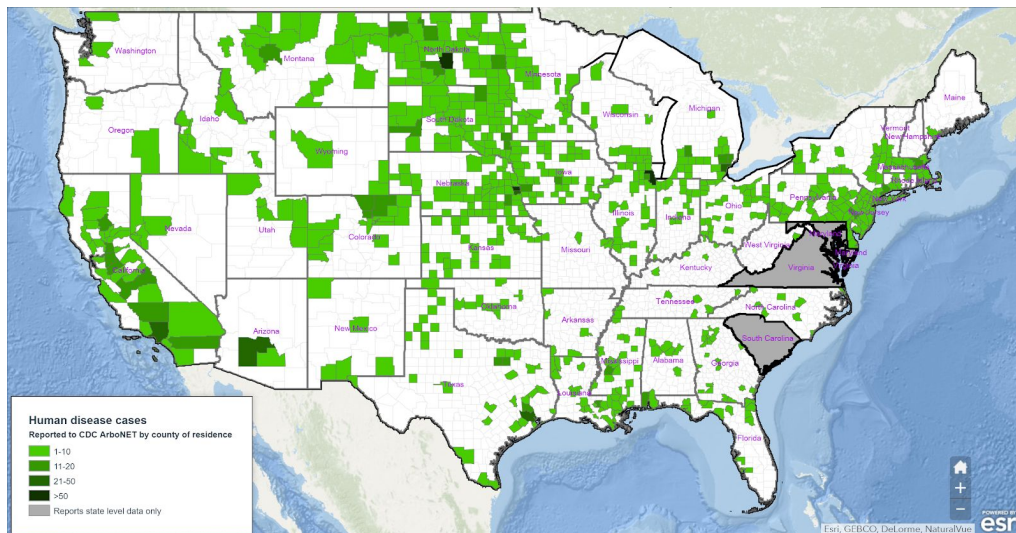 Washington
Montana
North Dakota
Minnesota
Maine
Oregon
Idaho
South Dakota
Wisconsin
Michigan
Vermont
New Hampshire
Wyoming
Nebraska
Iowa
Pennsylvania
New Jersey
Nevada
Utah
Colorado
Illinois
Indiana
Ohio
California
Kansas
Missouri
West Virginia
Virginia
Kentucky
Arizona
New Mexico
Oklahoma
Arkansas
Tennessee
North Carolina
South Carolina
Texas
Louisiana
Mississippi
Alabama
Georgia
Florida
Human disease cases
Reported to CDC ArboNET by county of residence
1-10
11-20
21-50
>50
Reports state level data only
+
−
POWERED BY
esri
Esri, GEBCO, DeLorme, NaturalVue